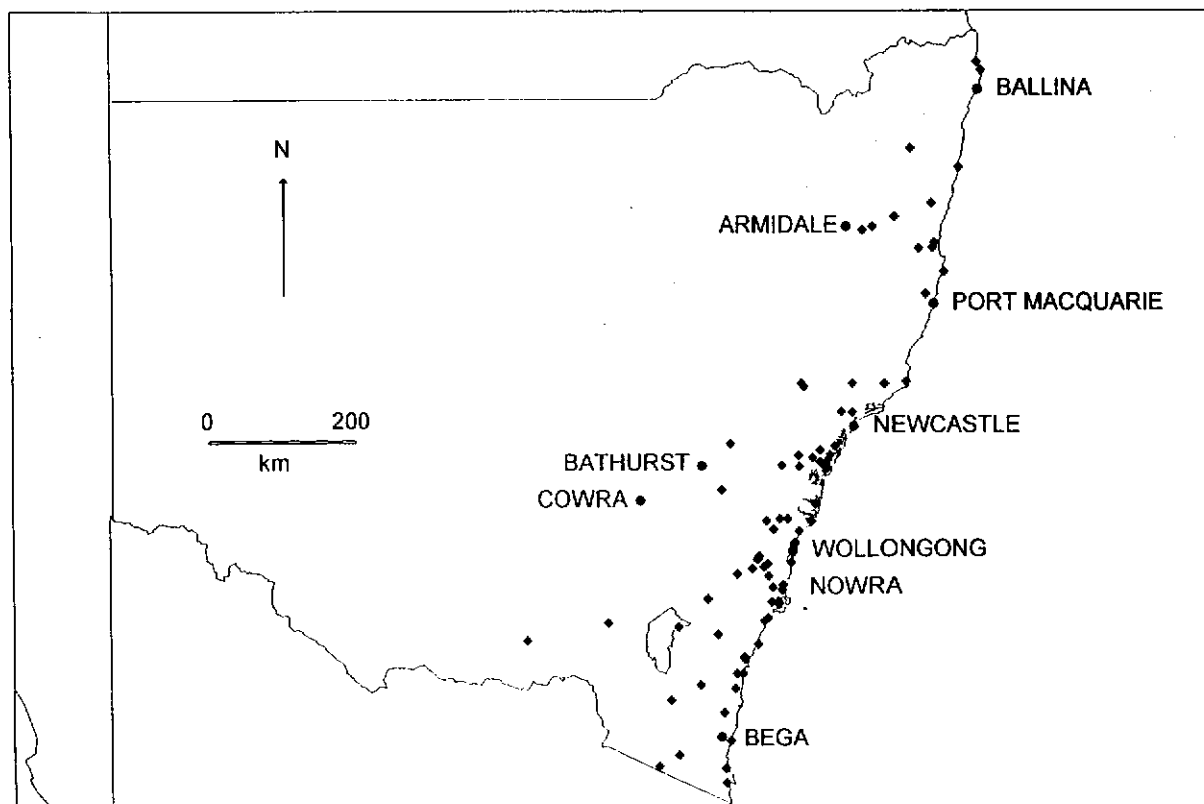 BALLINA
N
ARMIDALE
PORT MACQUARIE
0 200
km
NEWCASTLE
BATHURST
COWRA
WOLLONGONG
NOWRA
BEGA